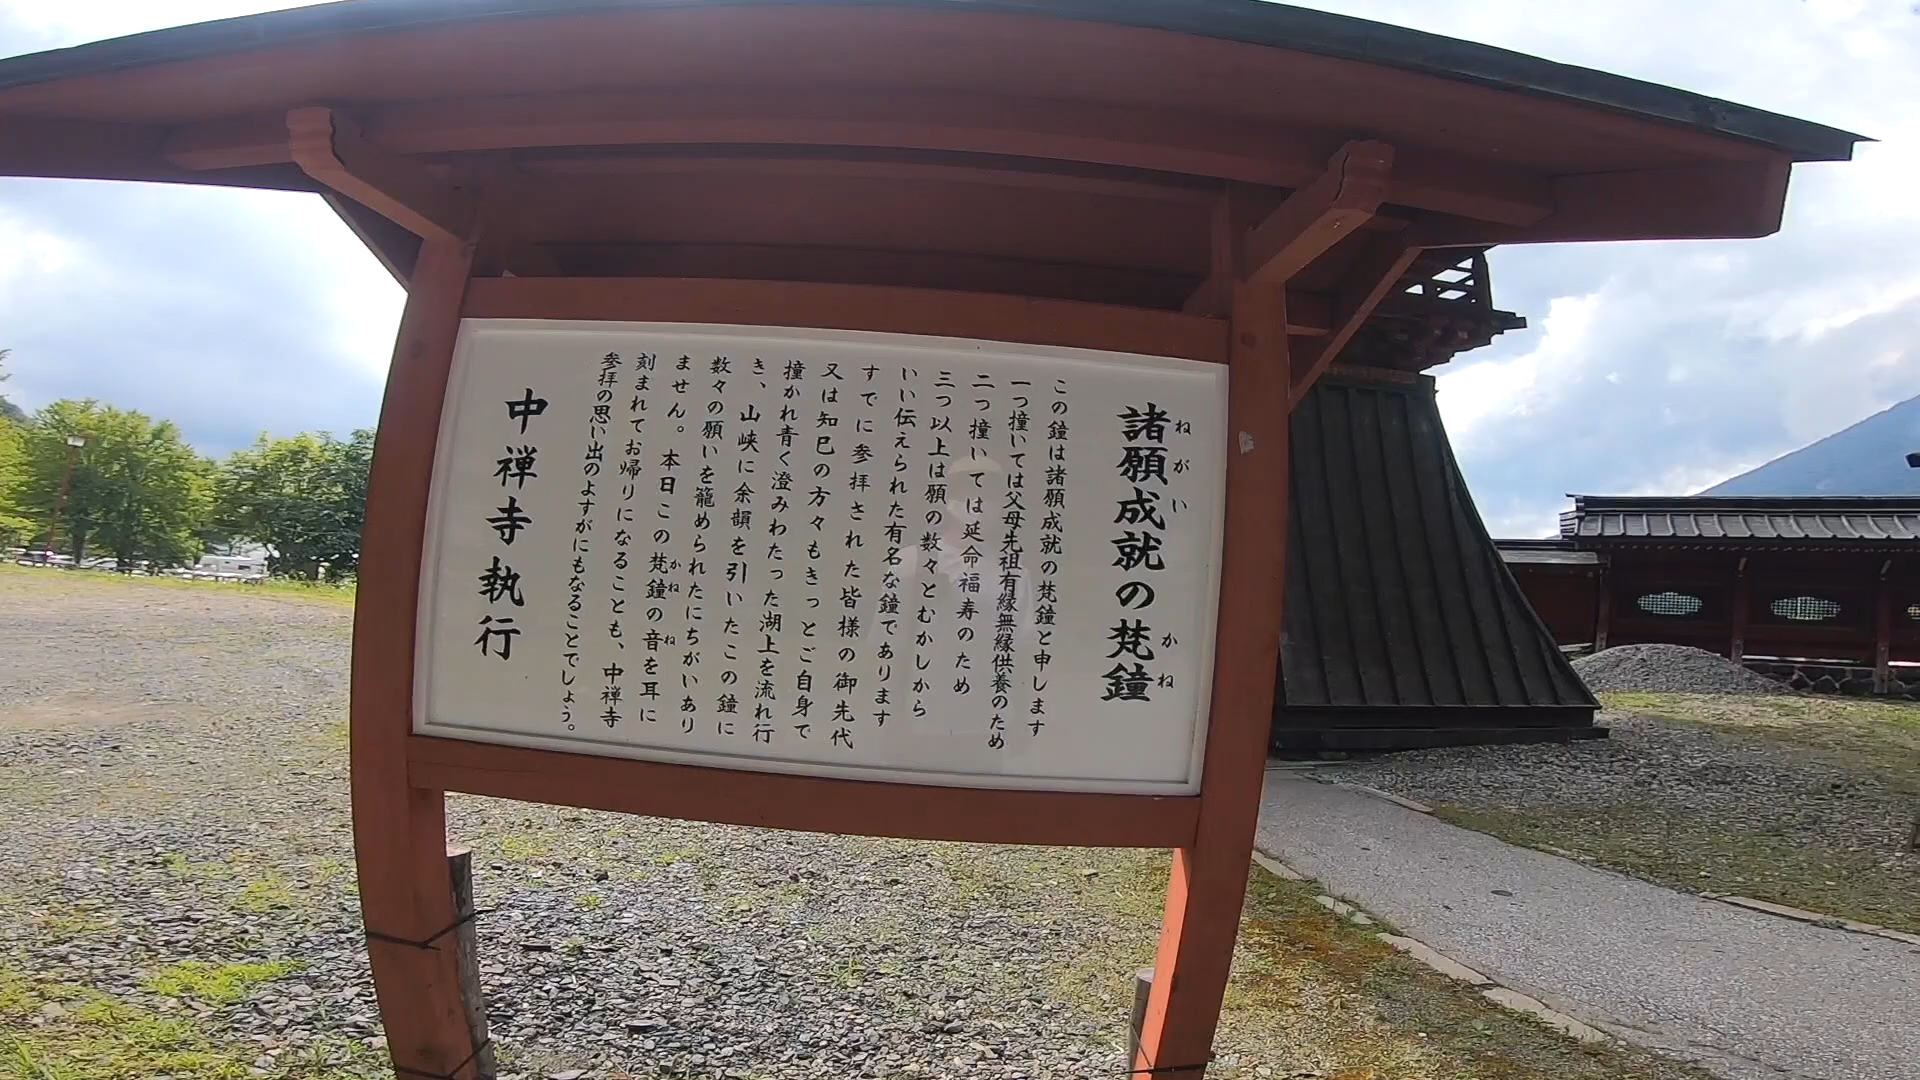 諸願成就の梵鐘
ねがい
かね
この鐘は諸願成就の梵鐘と申します
一つ撞いては父母先祖有縁無縁供養のため
二つ撞いては延命福寿のため
三つ以上は願の数々とむかしから
いい伝えられた有名な鐘であります
すでに参拝された皆様の御先代
又は知巳の方々もきっとご自身で
撞かれ青く澄みわたった湖上を流れ行
き、山峡に余韻を引いたこの鐘に
数々の願いを籠められたにちがいあり
ません。本日この梵鐘の音を耳に
かね
ね
刻まれてお帰りになることも、中禅寺
参拝の思い出のよすがにもなることでしょう。
中禅寺執行